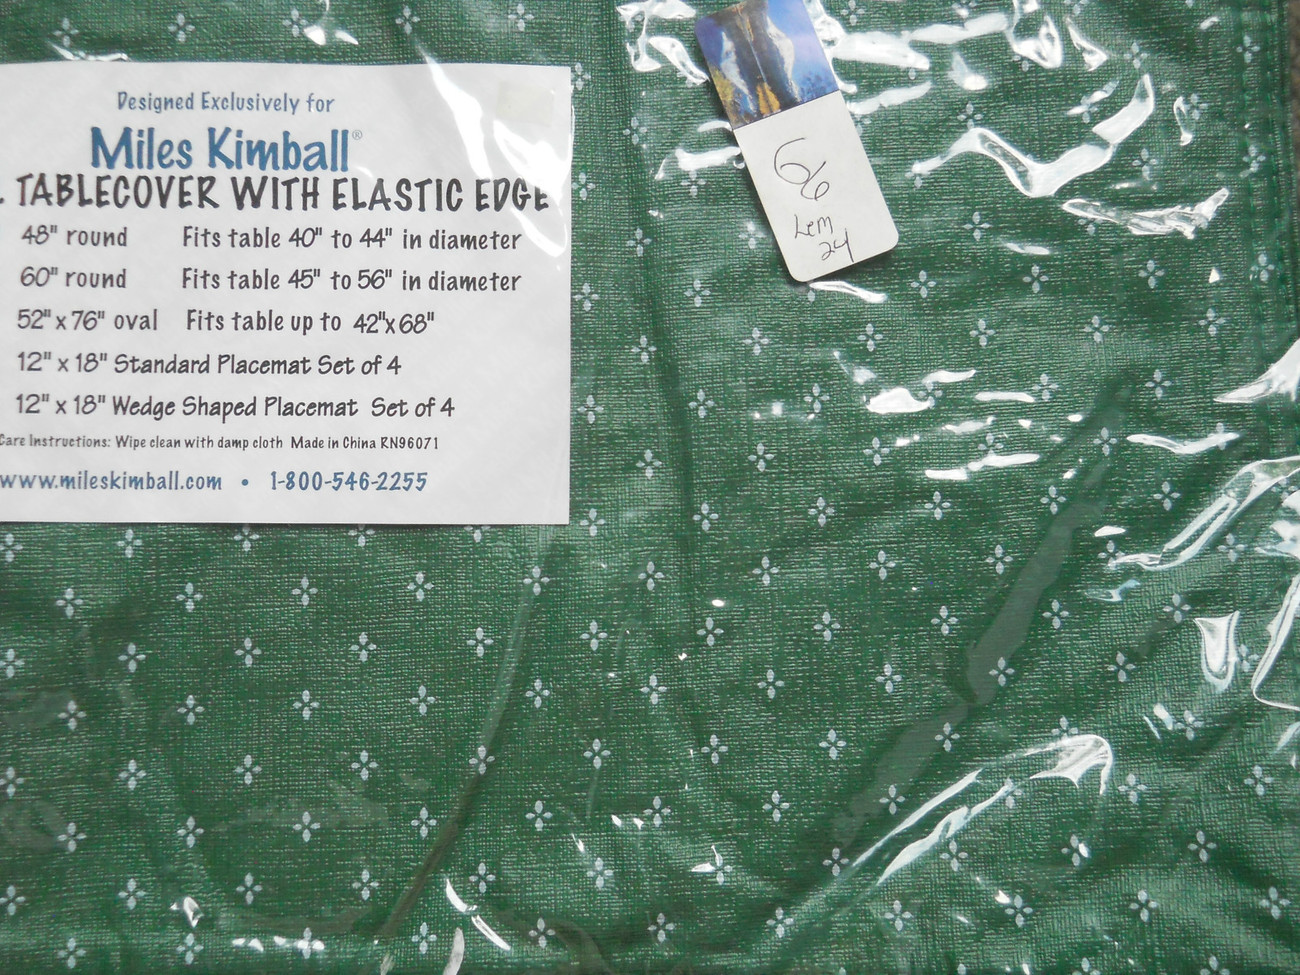 Designed Exclusively for
Miles Kimball®
. TABLECOVER WITH ELASTIC EDGE
48" round Fits table 40" to 44" in diameter
60" round Fits table 45" to 56" in diameter
52" x 76" oval Fits table up to 42"x68"
12" x 18" Standard Placemat Set of 4
12" x 18" Wedge Shaped Placemat Set of 4
Care Instructions: Wipe clean with damp cloth Made in China RN96071
www.mileskimball.com • 1-800-546-2255
66
Lem
24